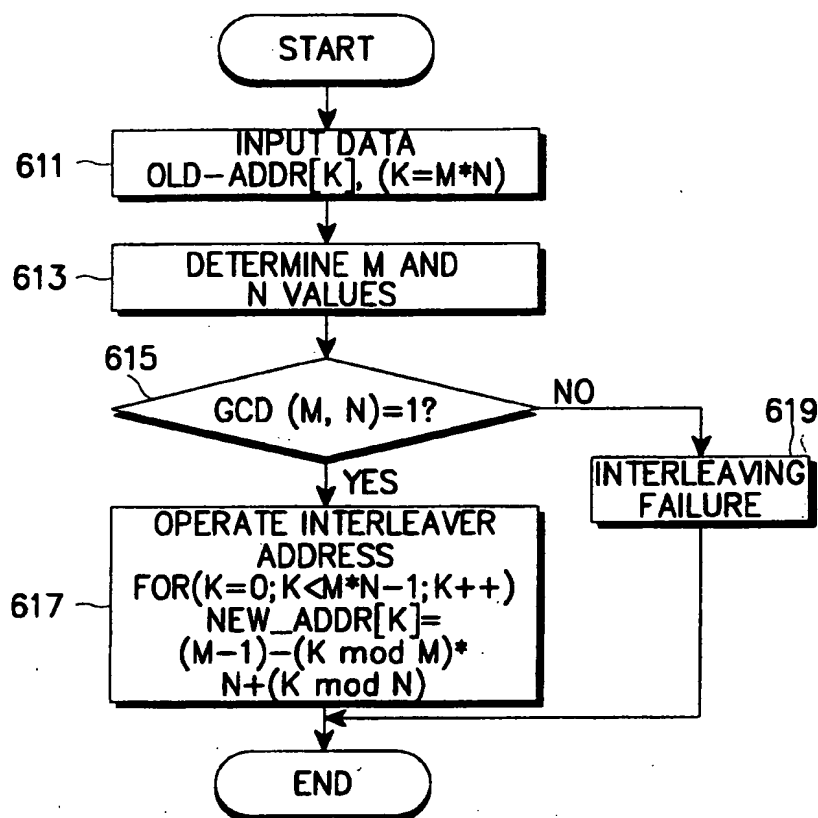 START
611
INPUT DATA
OLD-ADDR[K], (K=M*N)
613
DETERMINE M AND
N VALUES
615
GCD (M, N)=1?
NO
619
INTERLEAVING
FAILURE
YES
617
OPERATE INTERLEAVER
ADDRESS
FOR(K=0;K<M*N-1;K++)
NEW_ADDR[K]=
(M-1)-(K mod M)*
N+(K mod N)
END